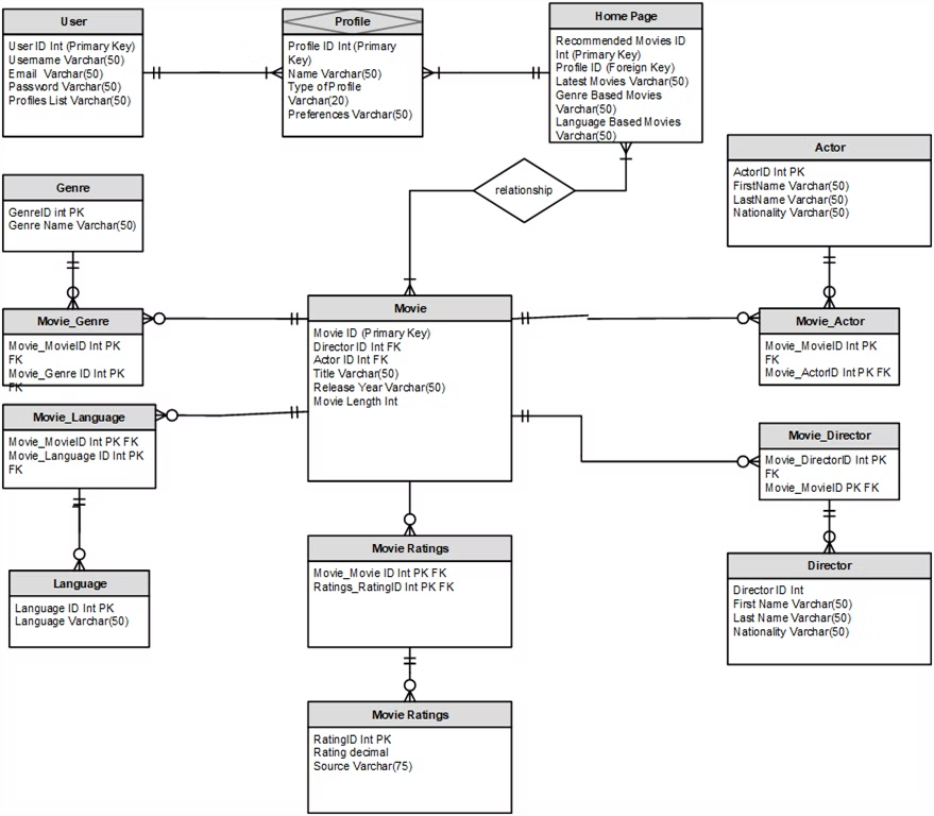 User
User ID Int (Primary Key)
Username Varchar(50)
Email Varchar(50)
Password Varchar(50)
Profiles List Varchar(50)
Profile
Profile ID Int (Primary
Key)
Name Varchar(50)
Type of Profile
Varchar(20)
Preferences Varchar(50)
Home Page
Recommended Movies ID
Int (Primary Key)
Profile ID (Foreign Key)
Latest Movies Varchar(50)
Genre Based Movies
Varchar(50)
Language Based Movies
Varchar(50)
Actor
ActorID Int PK
FirstName Varchar(50)
LastName Varchar(50)
Nationality Varchar(50)
Genre
GenreID int PK
Genre Name Varchar(50)
relationship
Movie_Genre
Movie_MovieID Int PK
FK
Movie_Genre ID Int PK
FK
Movie
Movie ID (Primary Key)
Director ID Int FK
Actor ID Int FK
Title Varchar(50)
Release Year Varchar(50)
Movie Length Int
Movie_Actor
Movie_MovieID Int PK
FK
Movie_ActorID Int PK FK
Movie_Language
Movie_MovieID Int PK FK
Movie_Language ID Int PK
FK
Movie_Director
Movie_DirectorID Int PK
FK
Movie_MovieID PK FK
Language
Language ID Int PK
Language Varchar(50)
Movie Ratings
Movie_Movie ID Int PK FK
Ratings_RatingID Int PK FK
Director
Director ID Int
First Name Varchar(50)
Last Name Varchar(50)
Nationality Varchar(50)
Movie Ratings
RatingID Int PK
Rating decimal
Source Varchar(75)